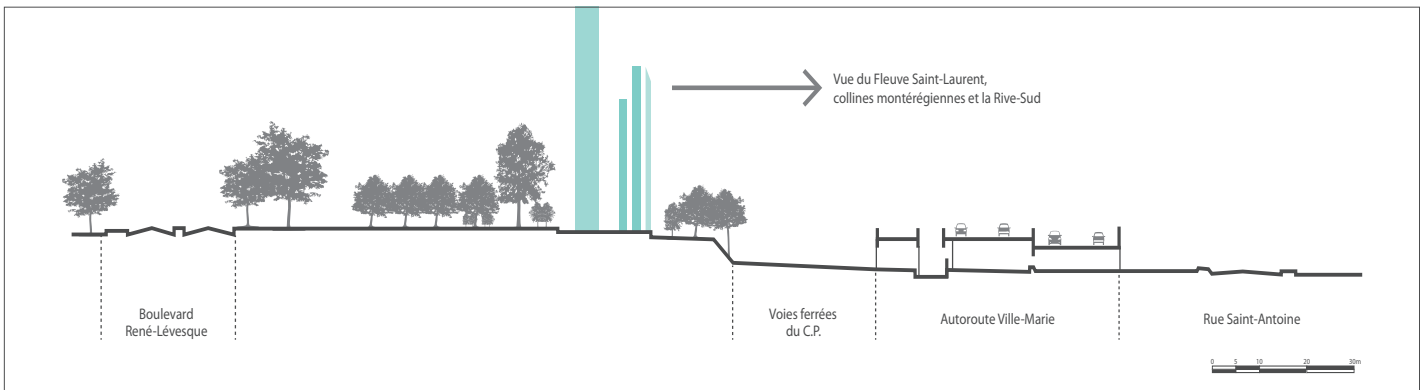 Vue du Fleuve Saint-Laurent,
collines montérégiennes et la Rive-Sud
Boulevard
René-Lévesque
Voies ferrées
du C.P.
Autoroute Ville-Marie
Rue Saint-Antoine
0 5 10 20 30m